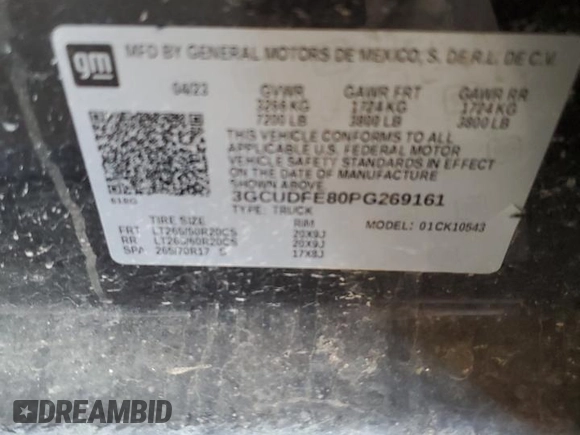 gm
MFD BY GENERAL MOTORS DE MEXICO, S. DE R.L. DE C.V.
04/23 GVWR GAWR FRT GAWR RR
3266 KG 1724 KG 1724 KG
7200 LB 3800 LB 3800 LB
THIS VEHICLE CONFORMS TO ALL
APPLICABLE U.S. FEDERAL MOTOR
VEHICLE SAFETY STANDARDS IN EFFECT
ON THE DATE OF MANUFACTURE
SHOWN ABOVE.
618G 3GCUDFE80PG269161
TYPE: TRUCK
MODEL: 01CK10543
TIRE SIZE RIM
FRT LT265/60R20CS 20X9J
RR LT265/60R20CS 20X9J
SPA 265/70R17 S 17X8J
DREAMBID